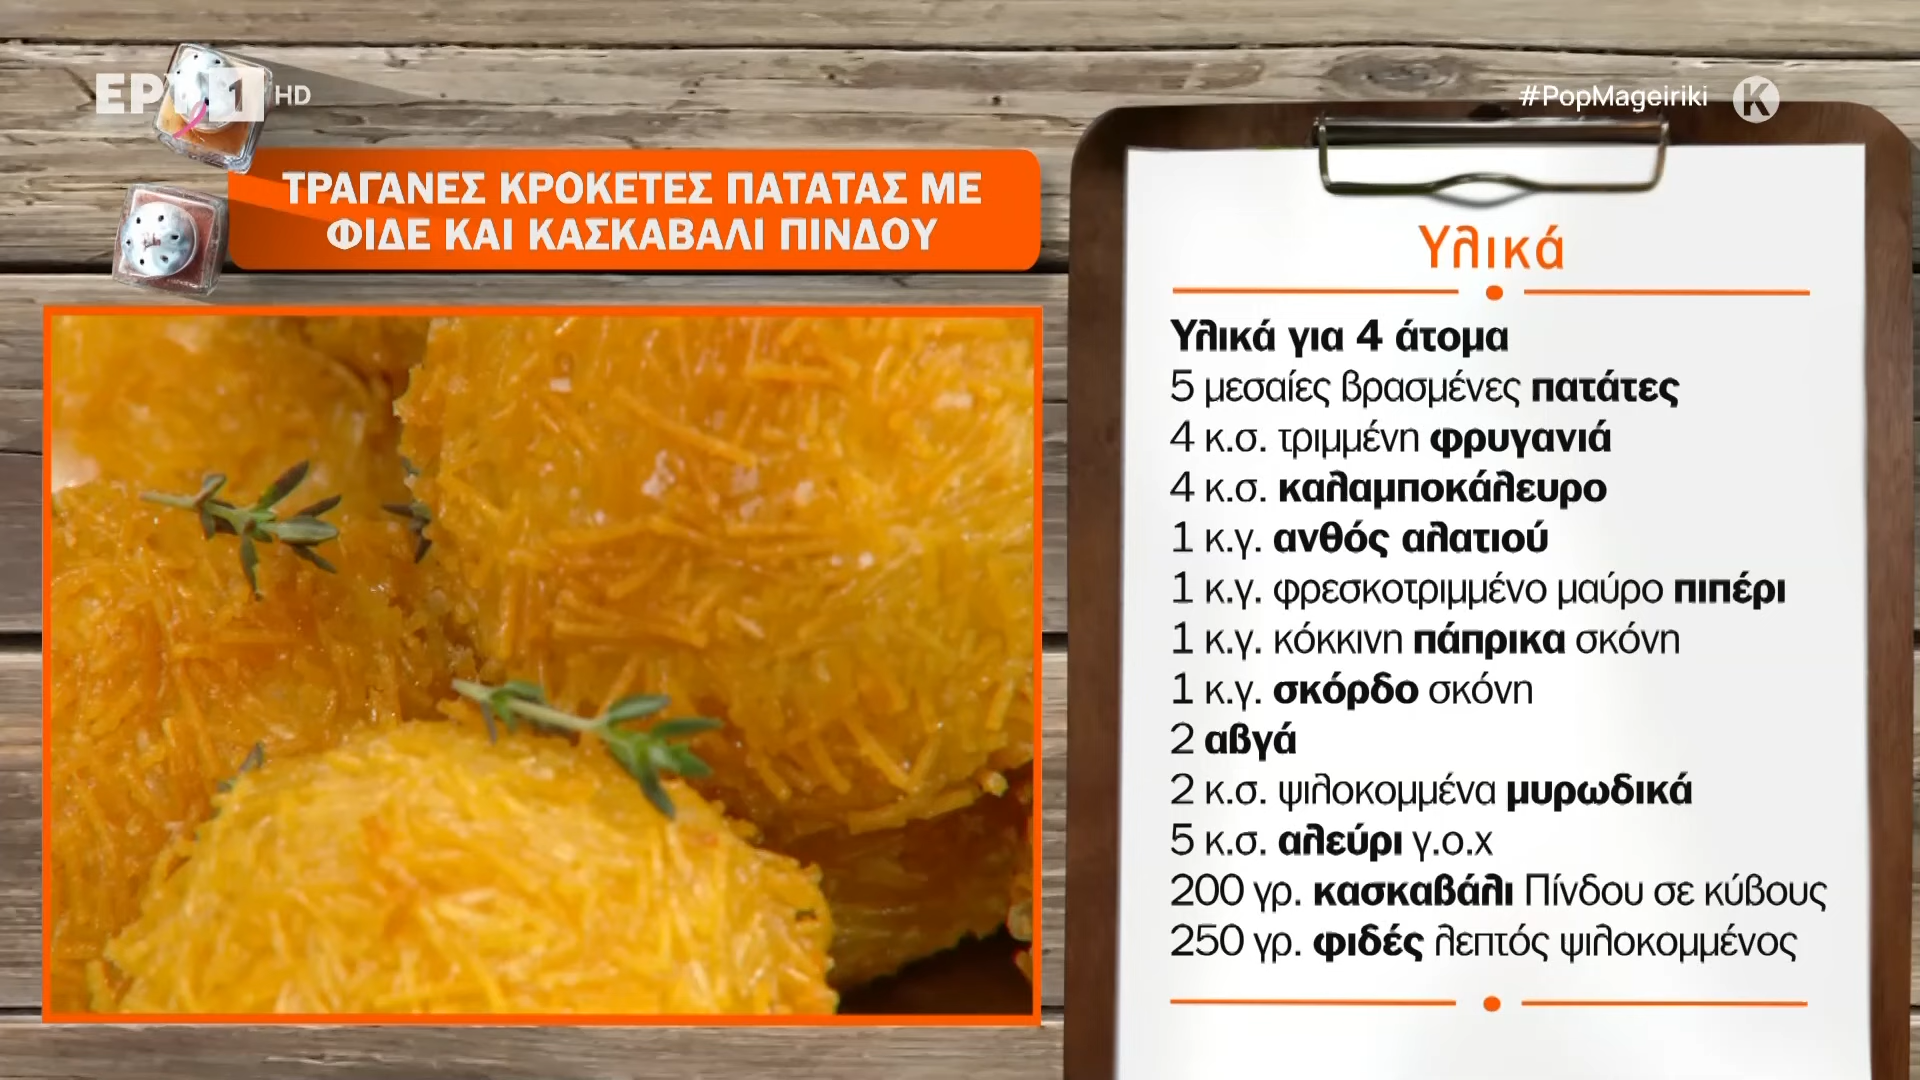 ΕΡΤ1 HD
#PopMageiriki K
ΤΡΑΓΑΝΕΣ ΚΡΟΚΕΤΕΣ ΠΑΤΑΤΑΣ ΜΕ
ΦΙΔΕ ΚΑΙ ΚΑΣΚΑΒΑΛΙ ΠΙΝΔΟΥ
Υλικά
Υλικά για 4 άτομα
5 μεσαίες βρασμένες πατάτες
4 κ.σ. τριμμένη φρυγανιά
4 κ.σ. καλαμποκάλευρο
1 κ.γ. ανθός αλατιού
1 κ.γ. φρεσκοτριμμένο μαύρο πιπέρι
1 κ.γ. κόκκινη πάπρικα σκόνη
1 κ.γ. σκόρδο σκόνη
2 αβγά
2 κ.σ. ψιλοκομμένα μυρωδικά
5 κ.σ. αλεύρι γ.ο.χ
200 γρ. κασκαβάλι Πίνδου σε κύβους
250 γρ. φιδές λεπτός ψιλοκομμένος